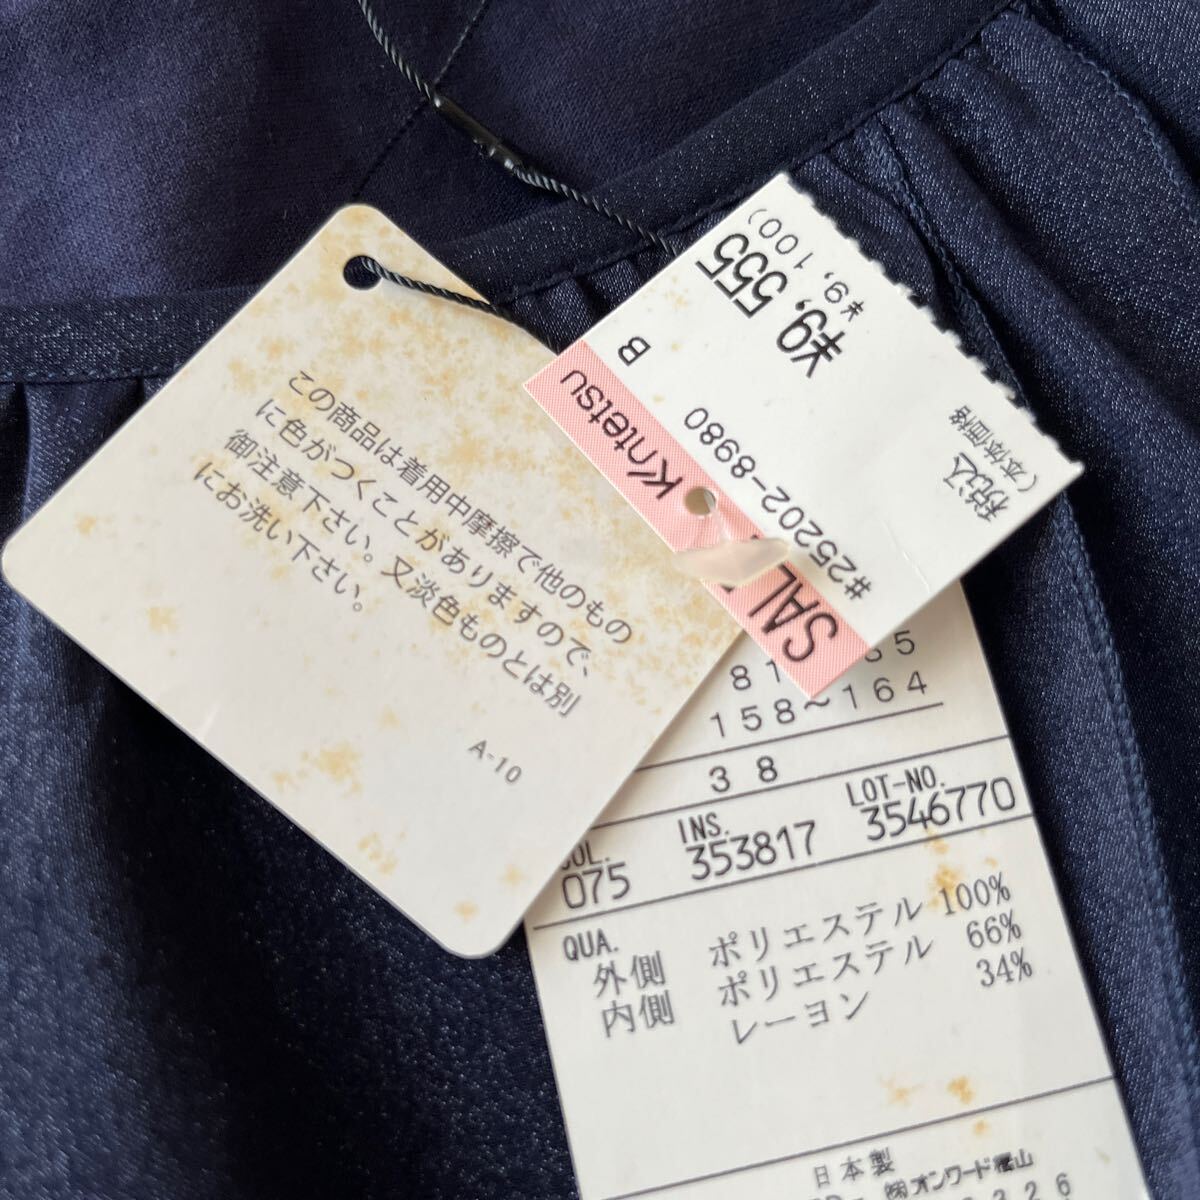 この商品は着用中摩擦で他のもの
に色がつくことがありますので、
御注意下さい。又淡色ものとは別
にお洗い下さい。
A-10
税込 ¥9,555
(本体価格 ¥9,100)
#25202-8980
B
Kintetsu
158～164
38
INS. LOT-NO.
075 353817 3546770
QUA.
外側 ポリエステル 100%
内側 ポリエステル 66%
レーヨン 34%
日本製
㈱オンワード樫山